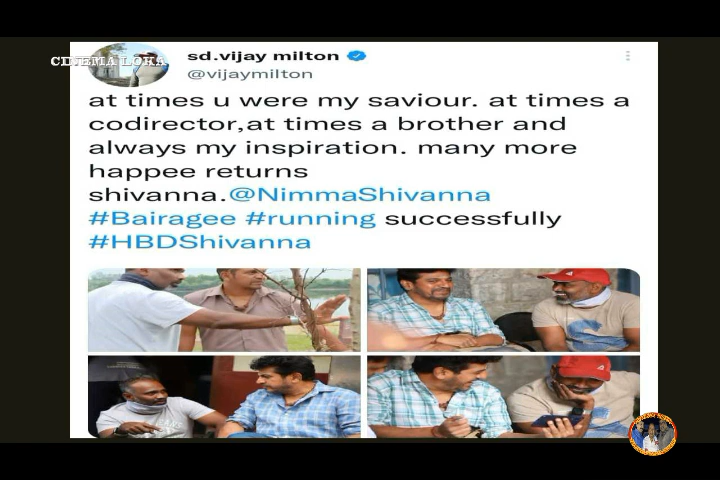 CINEMA LOKA
sd.vijay milton
@vijaymilton
at times u were my saviour. at times a
codirector,at times a brother and
always my inspiration. many more
happee returns
shivanna.@NimmaShivanna
#Bairagee #running successfully
#HBDShivanna